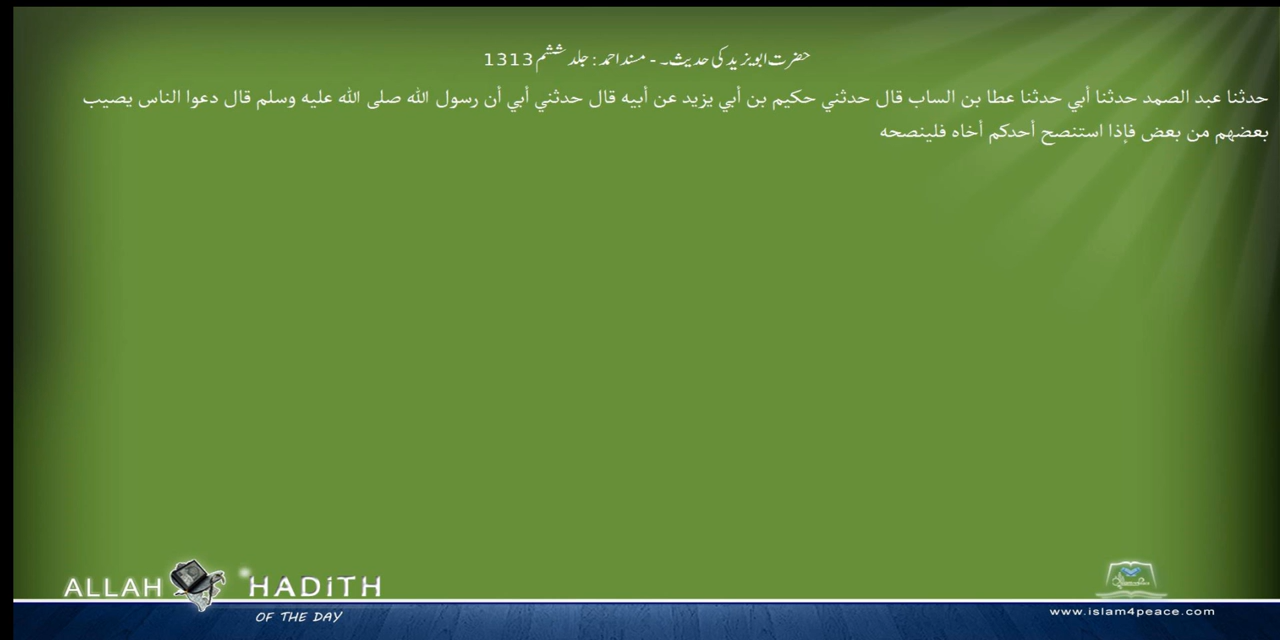 حضرت ابویزید کی حدیث۔ - مسند احمد : جلد ششم 1313
حدثنا عبد الصمد حدثنا أبي حدثنا عطا بن الساب قال حدثني حكيم بن أبي يزيد عن أبيه قال حدثني أبي أن رسول الله صلى الله عليه وسلم قال دعوا الناس يصيب
بعضهم من بعض فإذا استنصح أحدكم أخاه فلينصحه
ALLAH HADITH
OF THE DAY
www.islam4peace.com